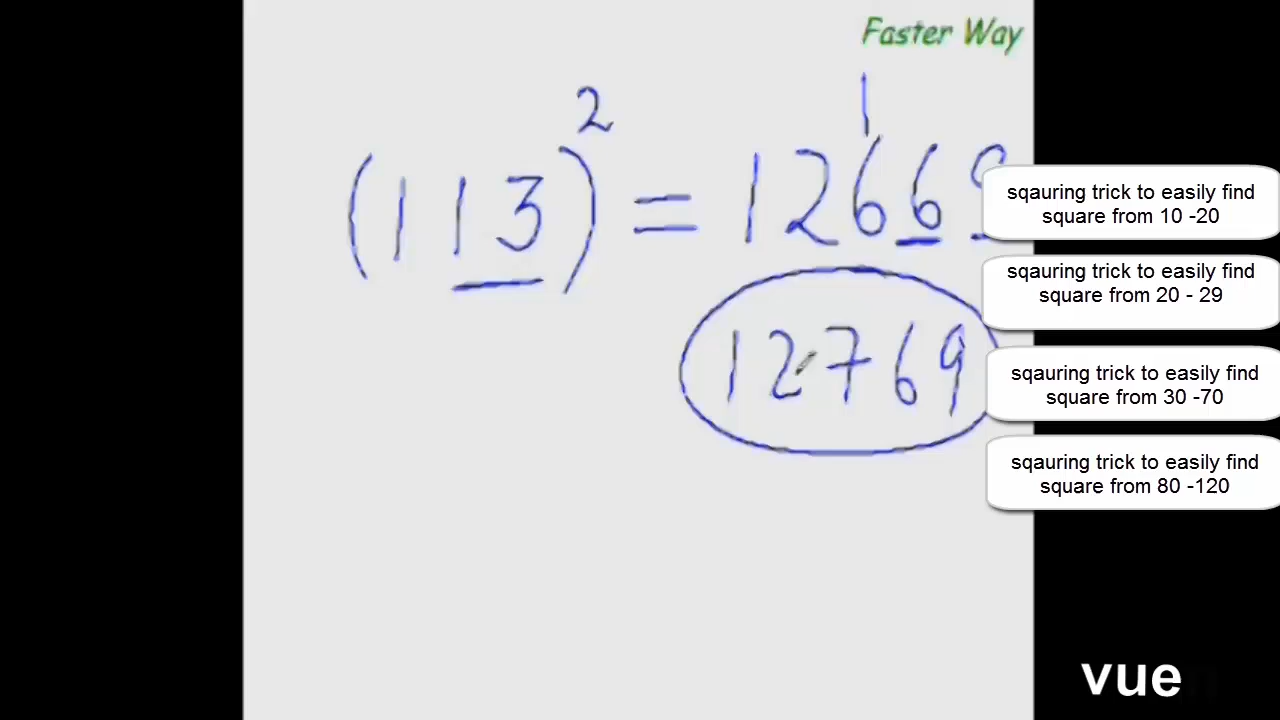 Faster Way
1
(113)² = 12669
12769
sqauring trick to easily find
square from 10 -20
sqauring trick to easily find
square from 20 - 29
sqauring trick to easily find
square from 30 -70
sqauring trick to easily find
square from 80 -120
vue